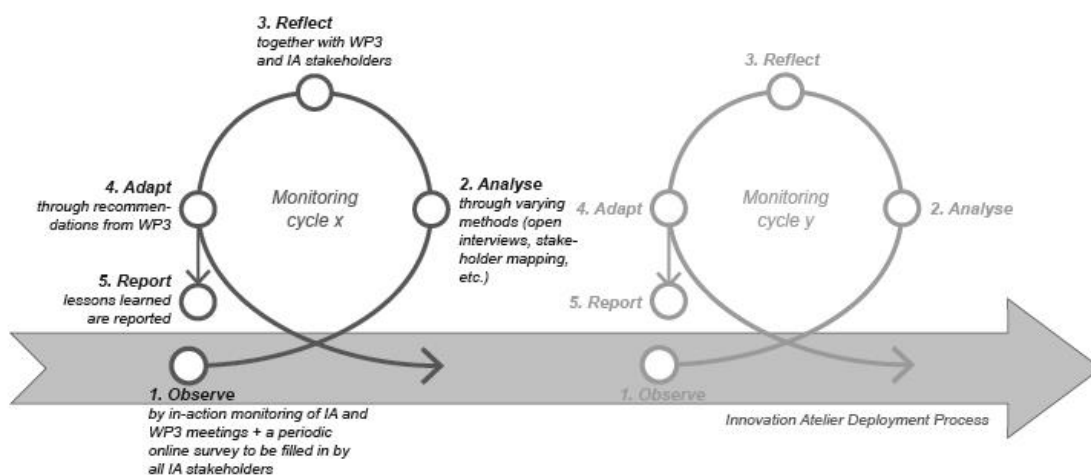 3. Reflect
together with WP3
and IA stakeholders
4. Adapt
through recommen-
dations from WP3
Monitoring
cycle x
2. Analyse
through varying
methods (open
interviews, stake-
holder mapping,
etc.)
5. Report
lessons learned
are reported
1. Observe
by in-action monitoring of IA and
WP3 meetings + a periodic
online survey to be filled in by
all IA stakeholders
3. Reflect
4. Adapt
Monitoring
cycle y
2. Analyse
5. Report
1. Observe
Innovation Atelier Deployment Process